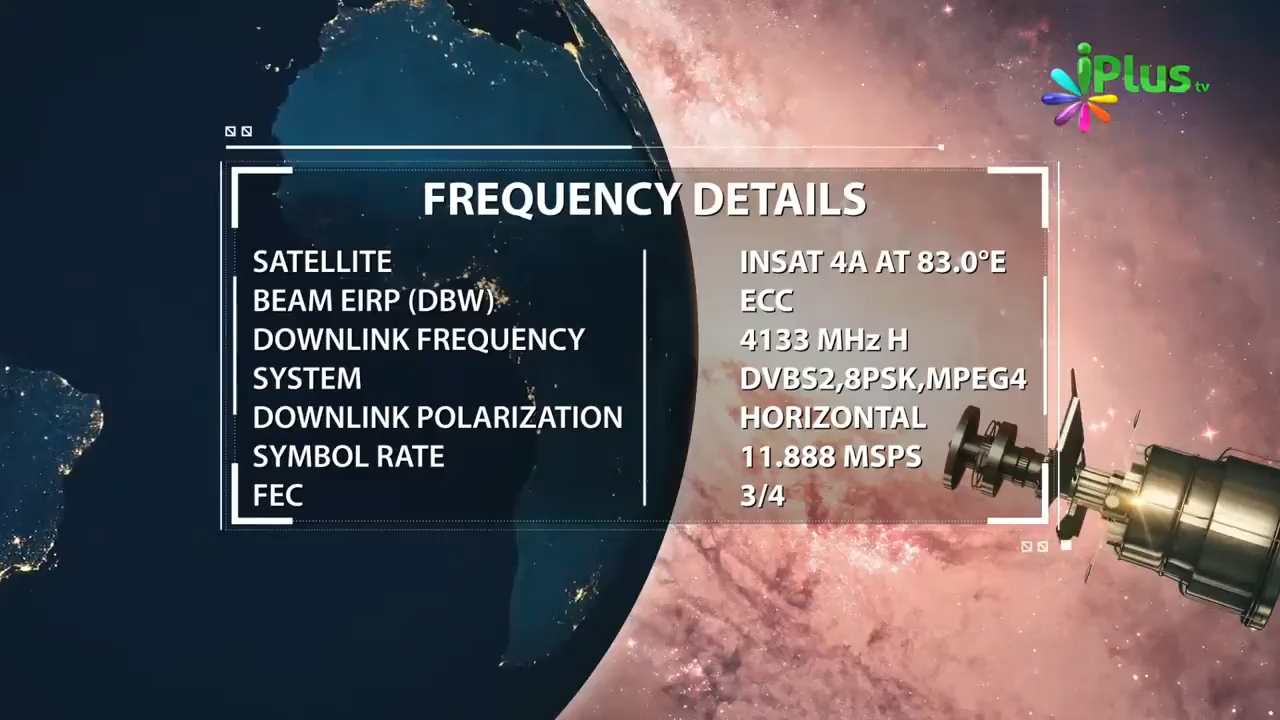 iPlus tv
FREQUENCY DETAILS
SATELLITE INSAT 4A AT 83.0°E
BEAM EIRP (DBW) ECC
DOWNLINK FREQUENCY 4133 MHz H
SYSTEM DVBS2,8PSK,MPEG4
DOWNLINK POLARIZATION HORIZONTAL
SYMBOL RATE 11.888 MSPS
FEC 3/4